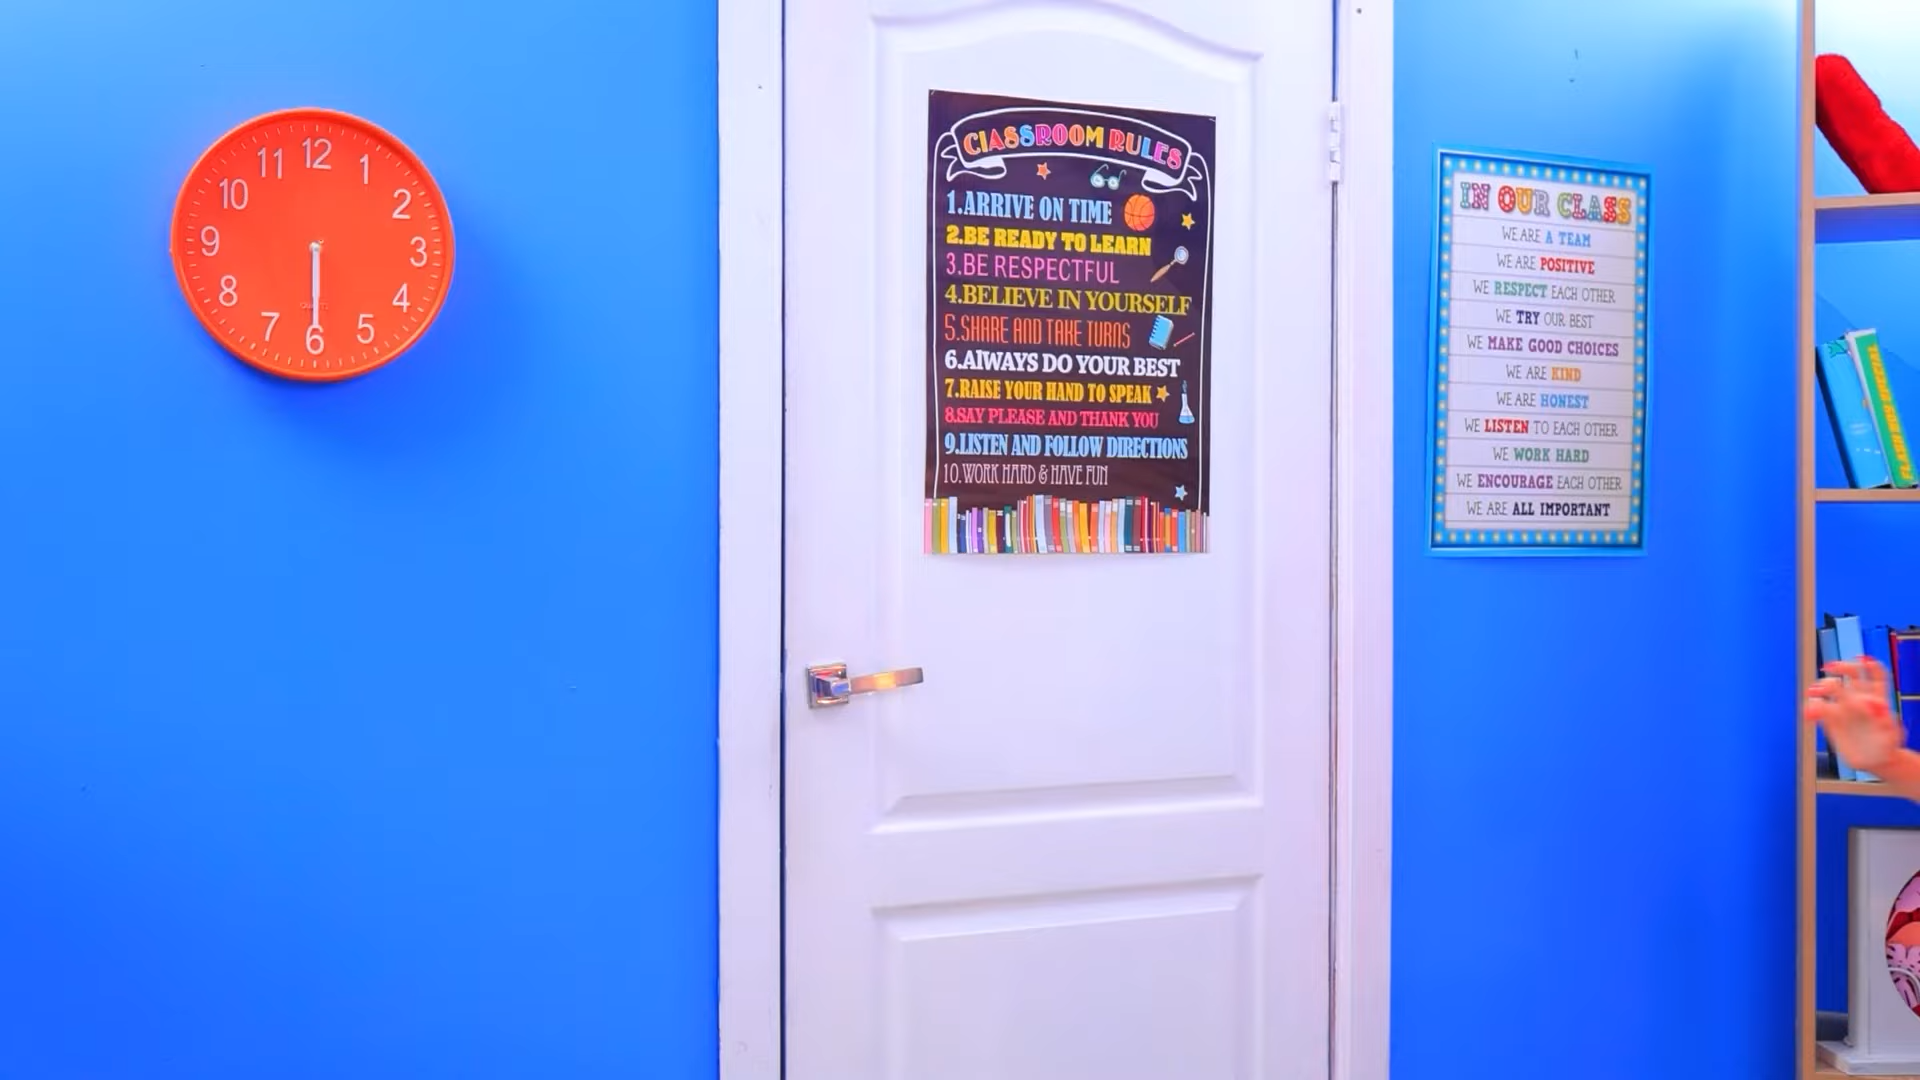 12
1
2
3
4
5
6
7
8
9
10
11
CLASSROOM RULES
1.ARRIVE ON TIME
2.BE READY TO LEARN
3.BE RESPECTFUL
4.BELIEVE IN YOURSELF
5.SHARE AND TAKE TURNS
6.ALWAYS DO YOUR BEST
7.RAISE YOUR HAND TO SPEAK
8.SAY PLEASE AND THANK YOU
9.LISTEN AND FOLLOW DIRECTIONS
10.WORK HARD & HAVE FUN
IN OUR CLASS
WE ARE A TEAM
WE ARE POSITIVE
WE RESPECT EACH OTHER
WE TRY OUR BEST
WE MAKE GOOD CHOICES
WE ARE KIND
WE ARE HONEST
WE LISTEN TO EACH OTHER
WE WORK HARD
WE ENCOURAGE EACH OTHER
WE ARE ALL IMPORTANT